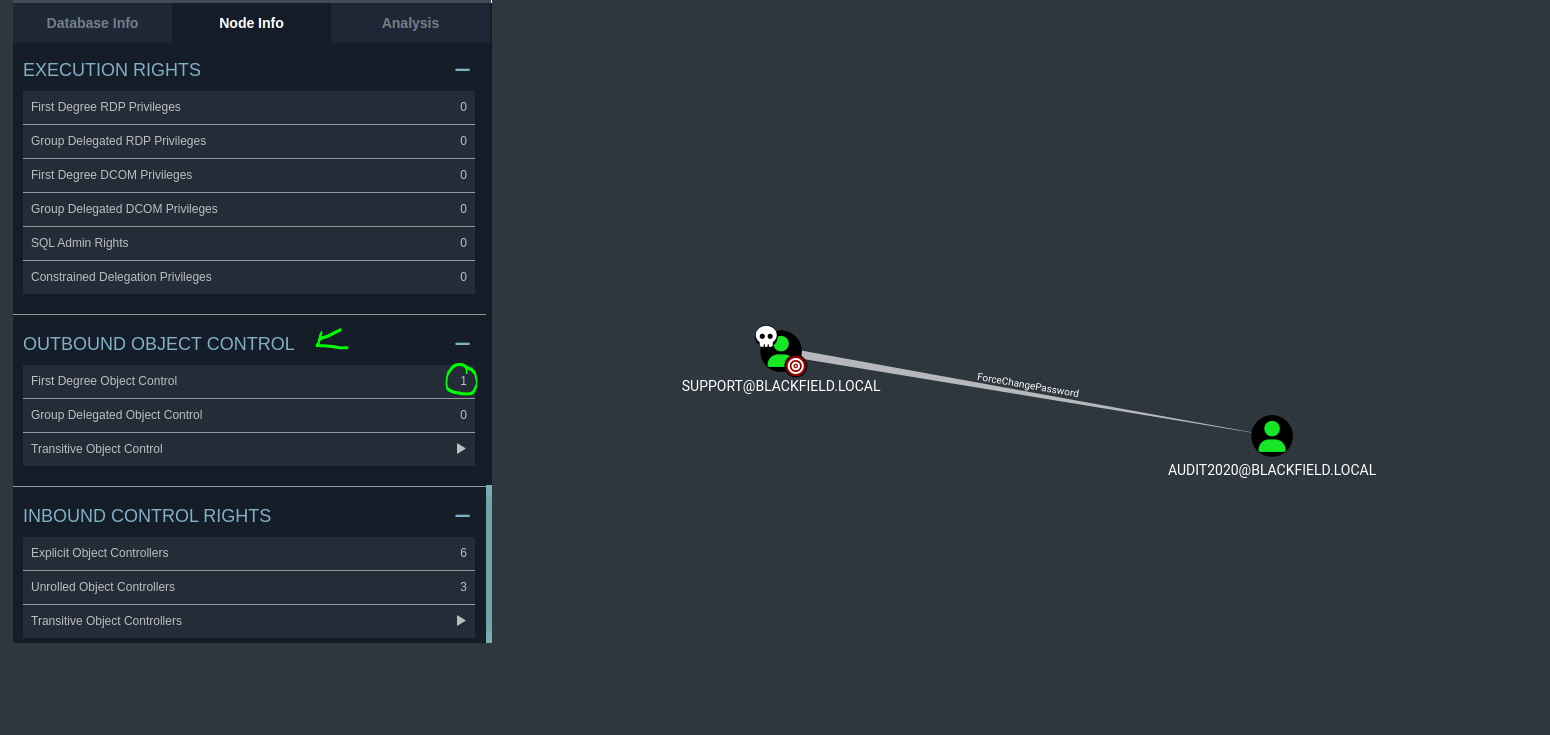 Database Info Node Info Analysis
EXECUTION RIGHTS
First Degree RDP Privileges 0
Group Delegated RDP Privileges 0
First Degree DCOM Privileges 0
Group Delegated DCOM Privileges 0
SQL Admin Rights 0
Constrained Delegation Privileges 0
OUTBOUND OBJECT CONTROL
First Degree Object Control 1
Group Delegated Object Control 0
Transitive Object Control
INBOUND CONTROL RIGHTS
Explicit Object Controllers 6
Unrolled Object Controllers 3
Transitive Object Controllers
SUPPORT@BLACKFIELD.LOCAL
ForceChangePassword
AUDIT2020@BLACKFIELD.LOCAL